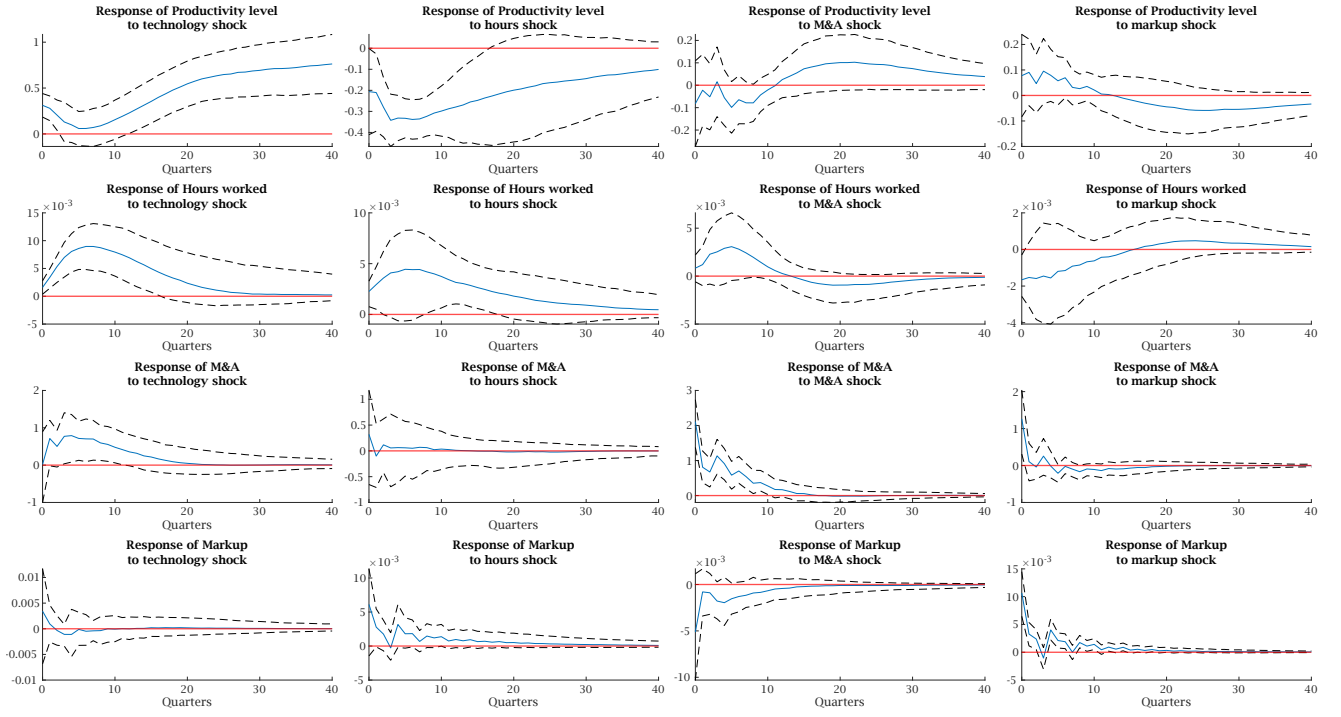 Response of Productivity level
to technology shock
1
0.5
0
0 10 20 30 40
Quarters
Response of Productivity level
to hours shock
0
-0.1
-0.2
-0.3
-0.4
0 10 20 30 40
Quarters
Response of Productivity level
to M&A shock
0.2
0.1
0
-0.1
-0.2
0 10 20 30 40
Quarters
Response of Productivity level
to markup shock
0.2
0.1
0
-0.1
-0.2
0 10 20 30 40
Quarters
Response of Hours worked
to technology shock
×10⁻³
15
10
5
0
-5
0 10 20 30 40
Quarters
Response of Hours worked
to hours shock
×10⁻³
10
5
0
0 10 20 30 40
Quarters
Response of Hours worked
to M&A shock
×10⁻³
5
0
-5
0 10 20 30 40
Quarters
Response of Hours worked
to markup shock
×10⁻³
2
0
-2
-4
0 10 20 30 40
Quarters
Response of M&A
to technology shock
2
1
0
-1
0 10 20 30 40
Quarters
Response of M&A
to hours shock
1
0.5
0
-0.5
-1
0 10 20 30 40
Quarters
Response of M&A
to M&A shock
3
2
1
0
0 10 20 30 40
Quarters
Response of M&A
to markup shock
2
1
0
-1
0 10 20 30 40
Quarters
Response of Markup
to technology shock
0.01
0.005
0
-0.005
-0.01
0 10 20 30 40
Quarters
Response of Markup
to hours shock
×10⁻³
10
5
0
-5
0 10 20 30 40
Quarters
Response of Markup
to M&A shock
×10⁻³
0
-5
-10
0 10 20 30 40
Quarters
Response of Markup
to markup shock
×10⁻³
15
10
5
0
-5
0 10 20 30 40
Quarters